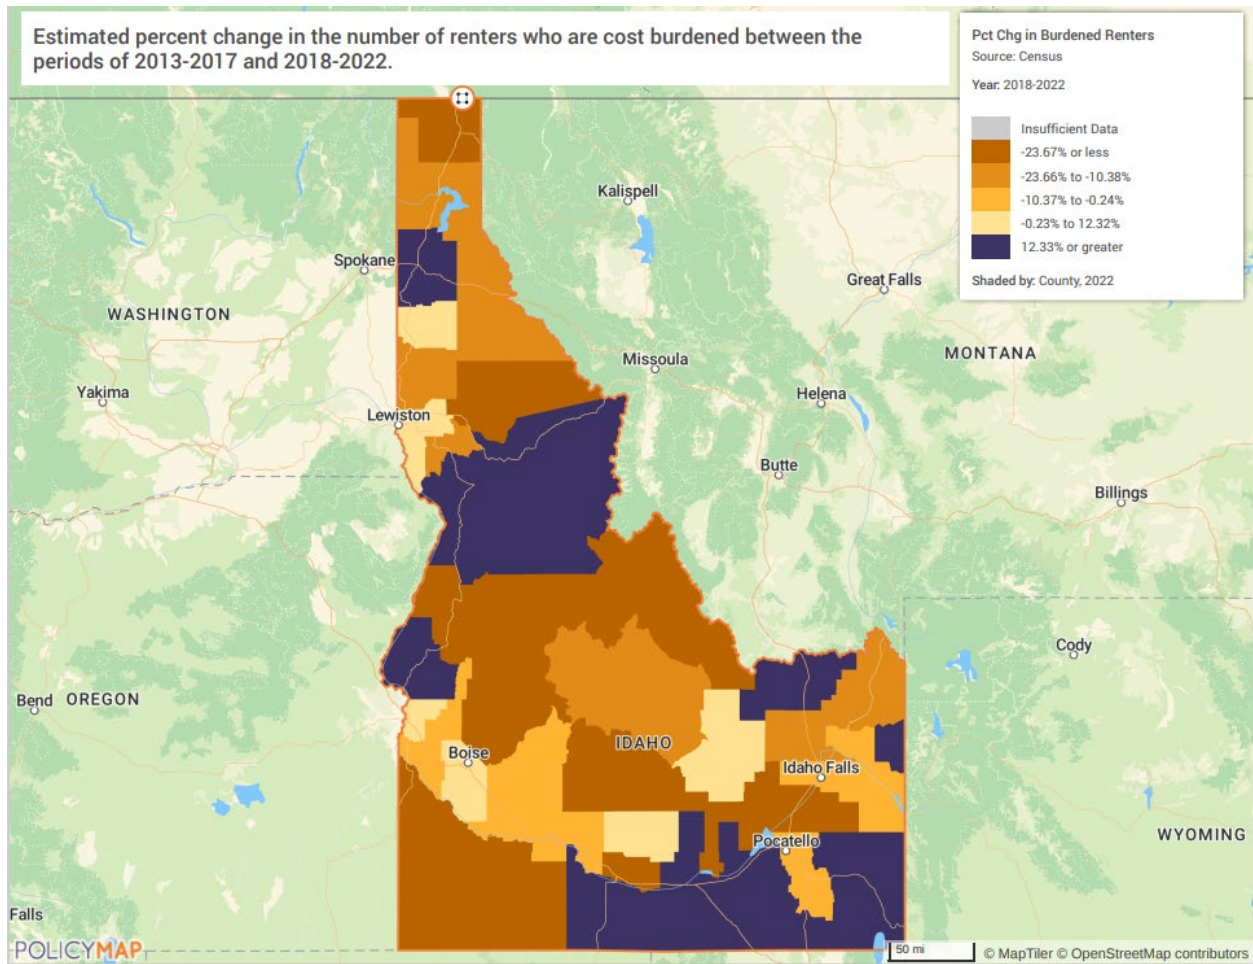 Estimated percent change in the number of renters who are cost burdened between the
periods of 2013-2017 and 2018-2022.
Pct Chg in Burdened Renters
Source: Census
Year: 2018-2022
Insufficient Data
-23.67% or less
-23.66% to -10.38%
-10.37% to -0.24%
-0.23% to 12.32%
12.33% or greater
Shaded by: County, 2022
Kalispell
Spokane
Great Falls
WASHINGTON
Missoula
MONTANA
Yakima
Helena
Lewiston
Butte
Billings
Cody
Bend
OREGON
IDAHO
Boise
Idaho Falls
WYOMING
Pocatello
Falls
POLICYMAP
50 mi
© MapTiler © OpenStreetMap contributors